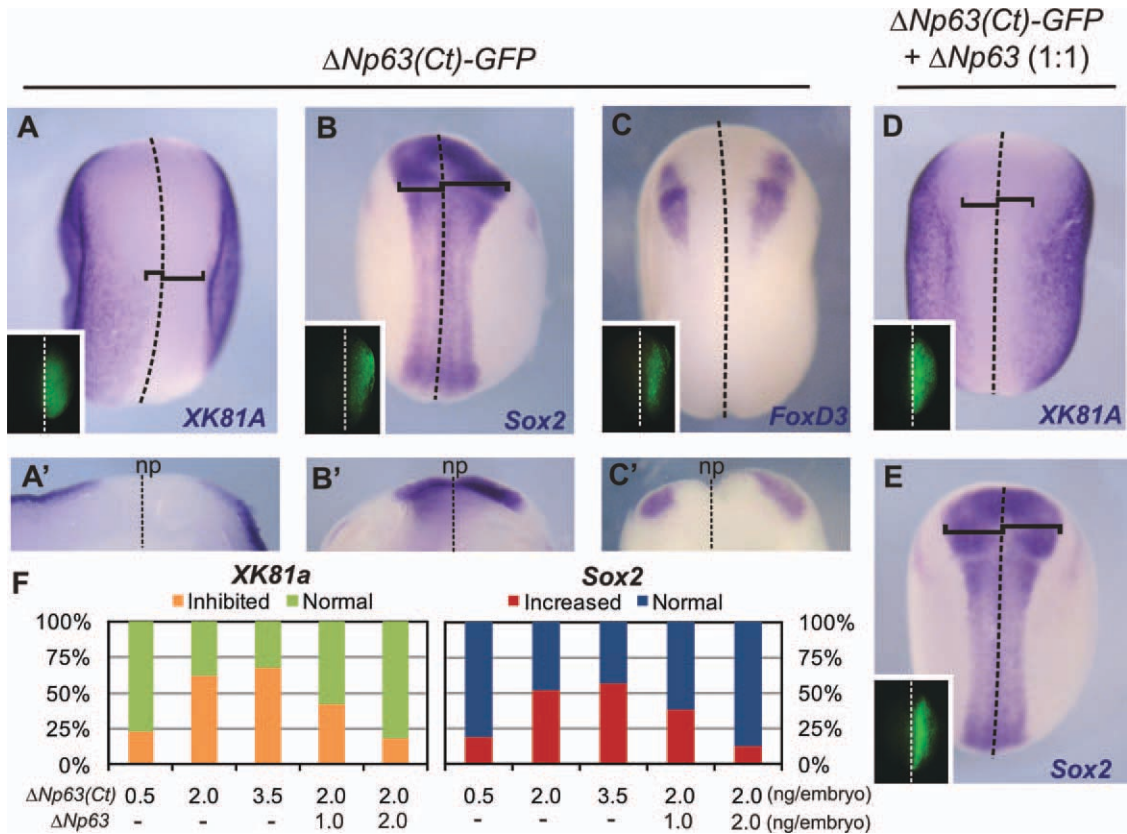 ΔNp63(Ct)-GFP
ΔNp63(Ct)-GFP
+ ΔNp63 (1:1)
A
XK81A
B
Sox2
C
FoxD3
D
XK81A
A'
np
B'
np
C'
np
E
Sox2
F
XK81a
Inhibited Normal
100%
75%
50%
25%
0%
Sox2
Increased Normal
100%
75%
50%
25%
0%
ΔNp63(Ct) 0.5 2.0 3.5 2.0 2.0 0.5 2.0 3.5 2.0 2.0 (ng/embryo)
ΔNp63 - - - 1.0 2.0 - - - 1.0 2.0 (ng/embryo)